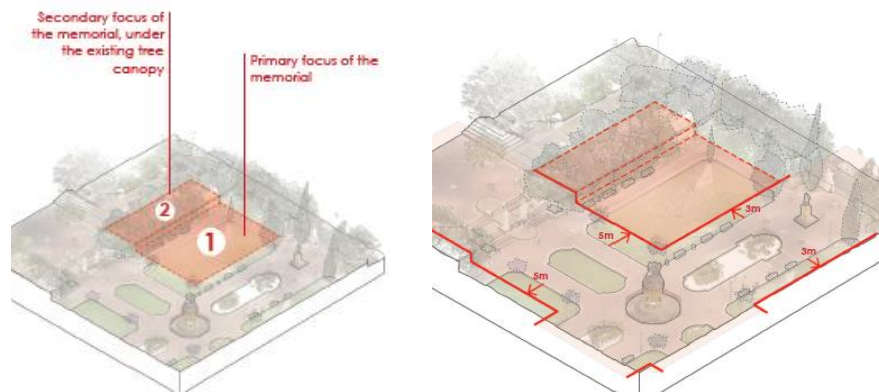 Secondary focus of
the memorial, under
the existing tree
canopy
Primary focus of the
memorial
2
1
5m
3m
5m
3m